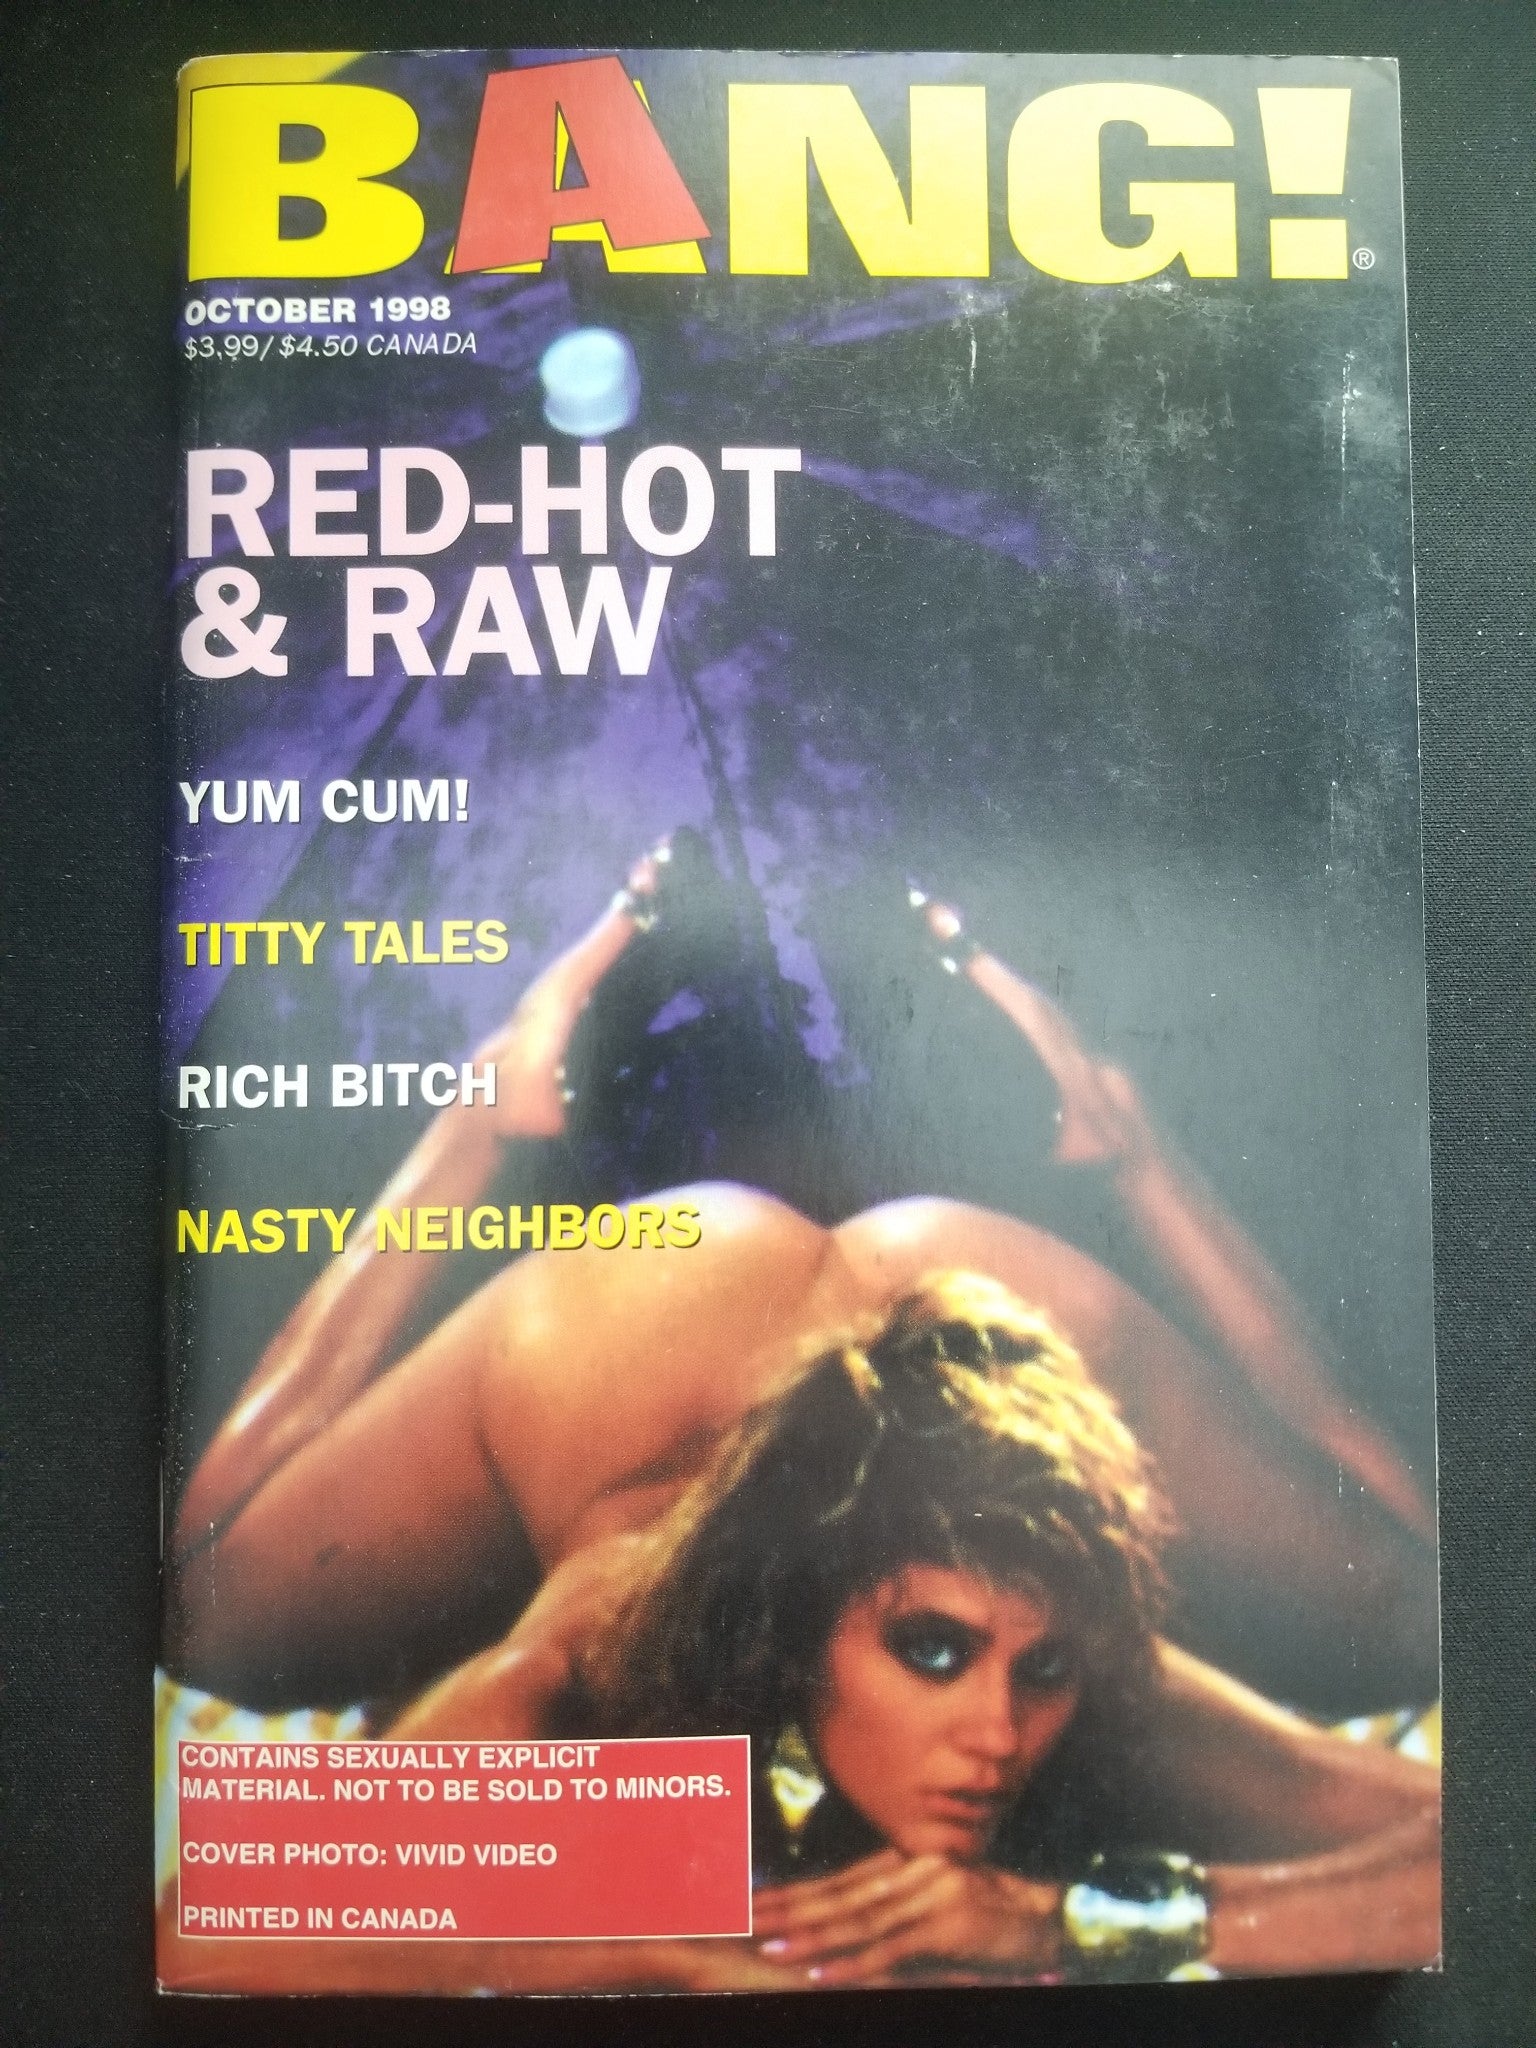 BANG!®
OCTOBER 1998
$3.99/$4.50 CANADA
RED-HOT
& RAW
YUM CUM!
TITTY TALES
RICH BITCH
NASTY NEIGHBORS
CONTAINS SEXUALLY EXPLICIT
MATERIAL. NOT TO BE SOLD TO MINORS.
COVER PHOTO: VIVID VIDEO
PRINTED IN CANADA